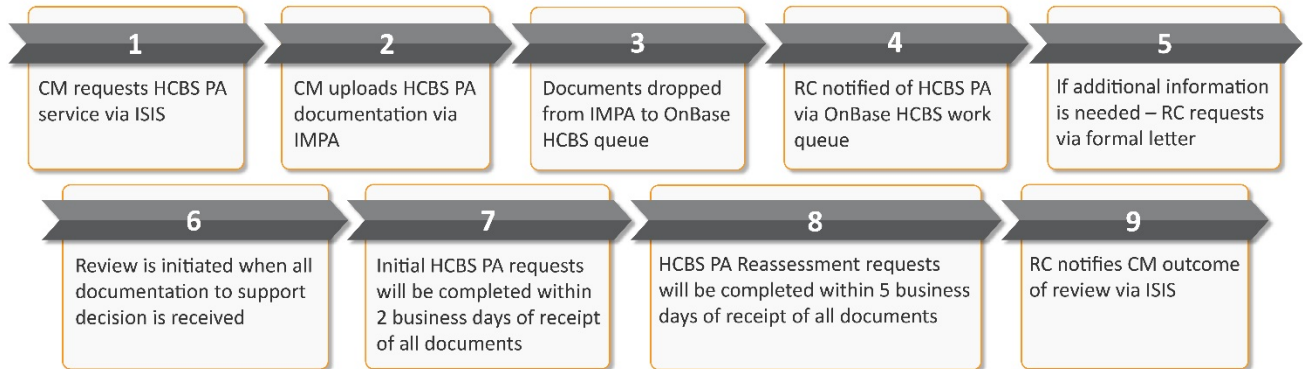 1
CM requests HCBS PA
service via ISIS
2
CM uploads HCBS PA
documentation via
IMPA
3
Documents dropped
from IMPA to OnBase
HCBS queue
4
RC notified of HCBS PA
via OnBase HCBS work
queue
5
If additional information
is needed – RC requests
via formal letter
6
Review is initiated when all
documentation to support
decision is received
7
Initial HCBS PA requests
will be completed within
2 business days of receipt
of all documents
8
HCBS PA Reassessment requests
will be completed within 5 business
days of receipt of all documents
9
RC notifies CM outcome
of review via ISIS